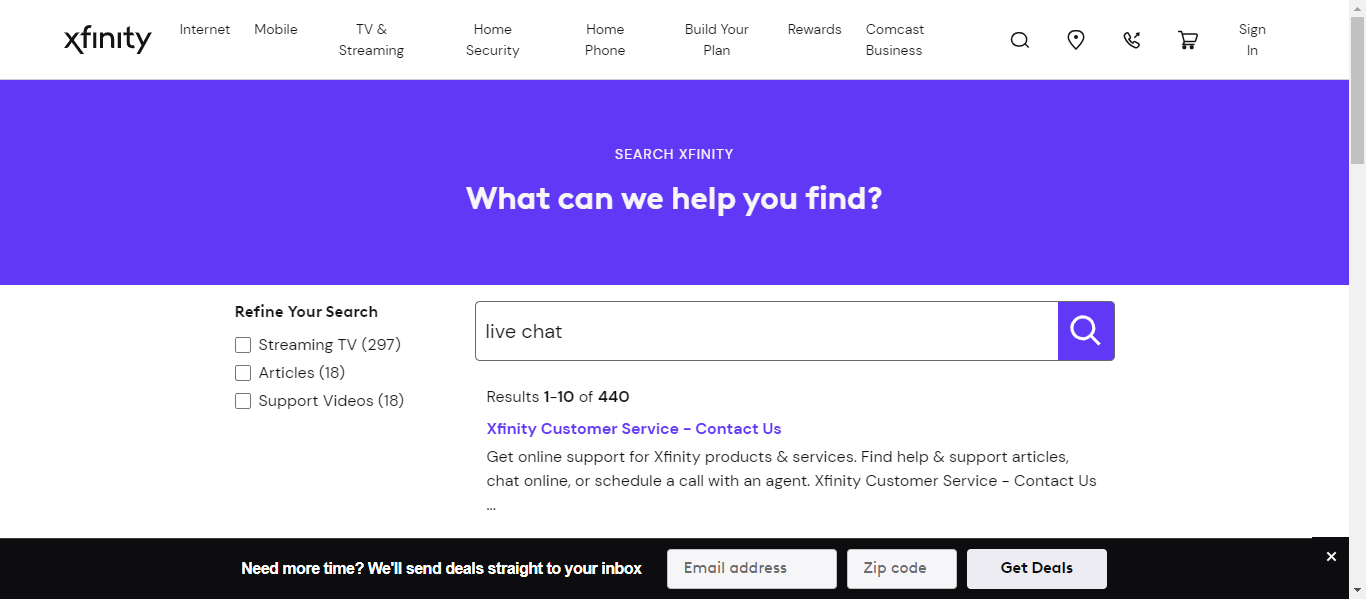 xfinity
Internet
Mobile
TV &
Streaming
Home
Security
Home
Phone
Build Your
Plan
Rewards
Comcast
Business
Sign
In
SEARCH XFINITY
What can we help you find?
Refine Your Search
Streaming TV (297)
Articles (18)
Support Videos (18)
live chat
Results 1-10 of 440
Xfinity Customer Service - Contact Us
Get online support for Xfinity products & services. Find help & support articles,
chat online, or schedule a call with an agent. Xfinity Customer Service - Contact Us
...
Need more time? We'll send deals straight to your inbox
Email address
Zip code
Get Deals